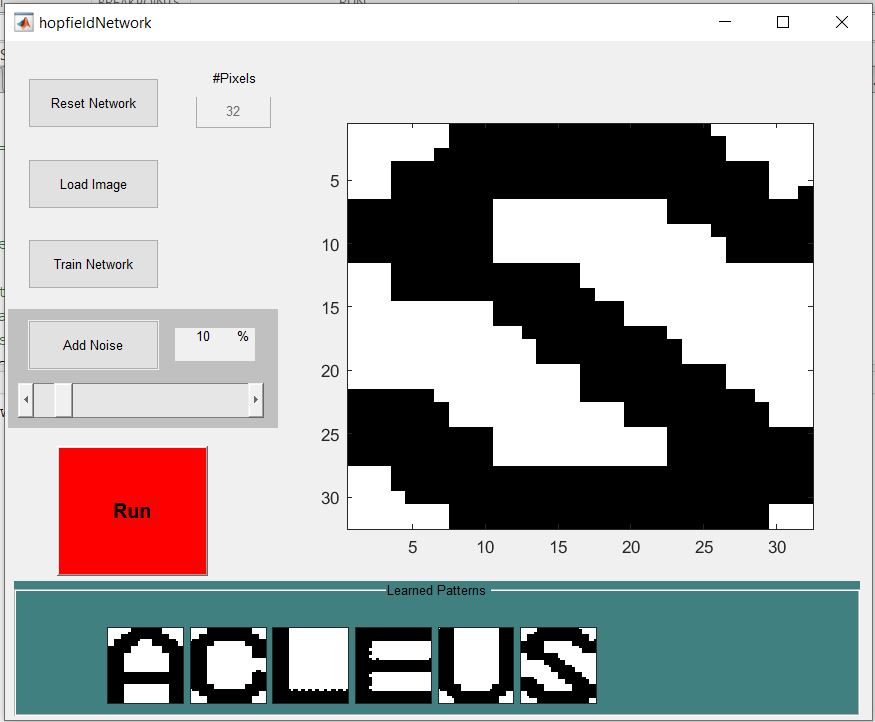 hopfieldNetwork
Reset Network
#Pixels
32
Load Image
Train Network
Add Noise
10 %
Run
5
10
15
20
25
30
5 10 15 20 25 30
Learned Patterns
A C L E U S